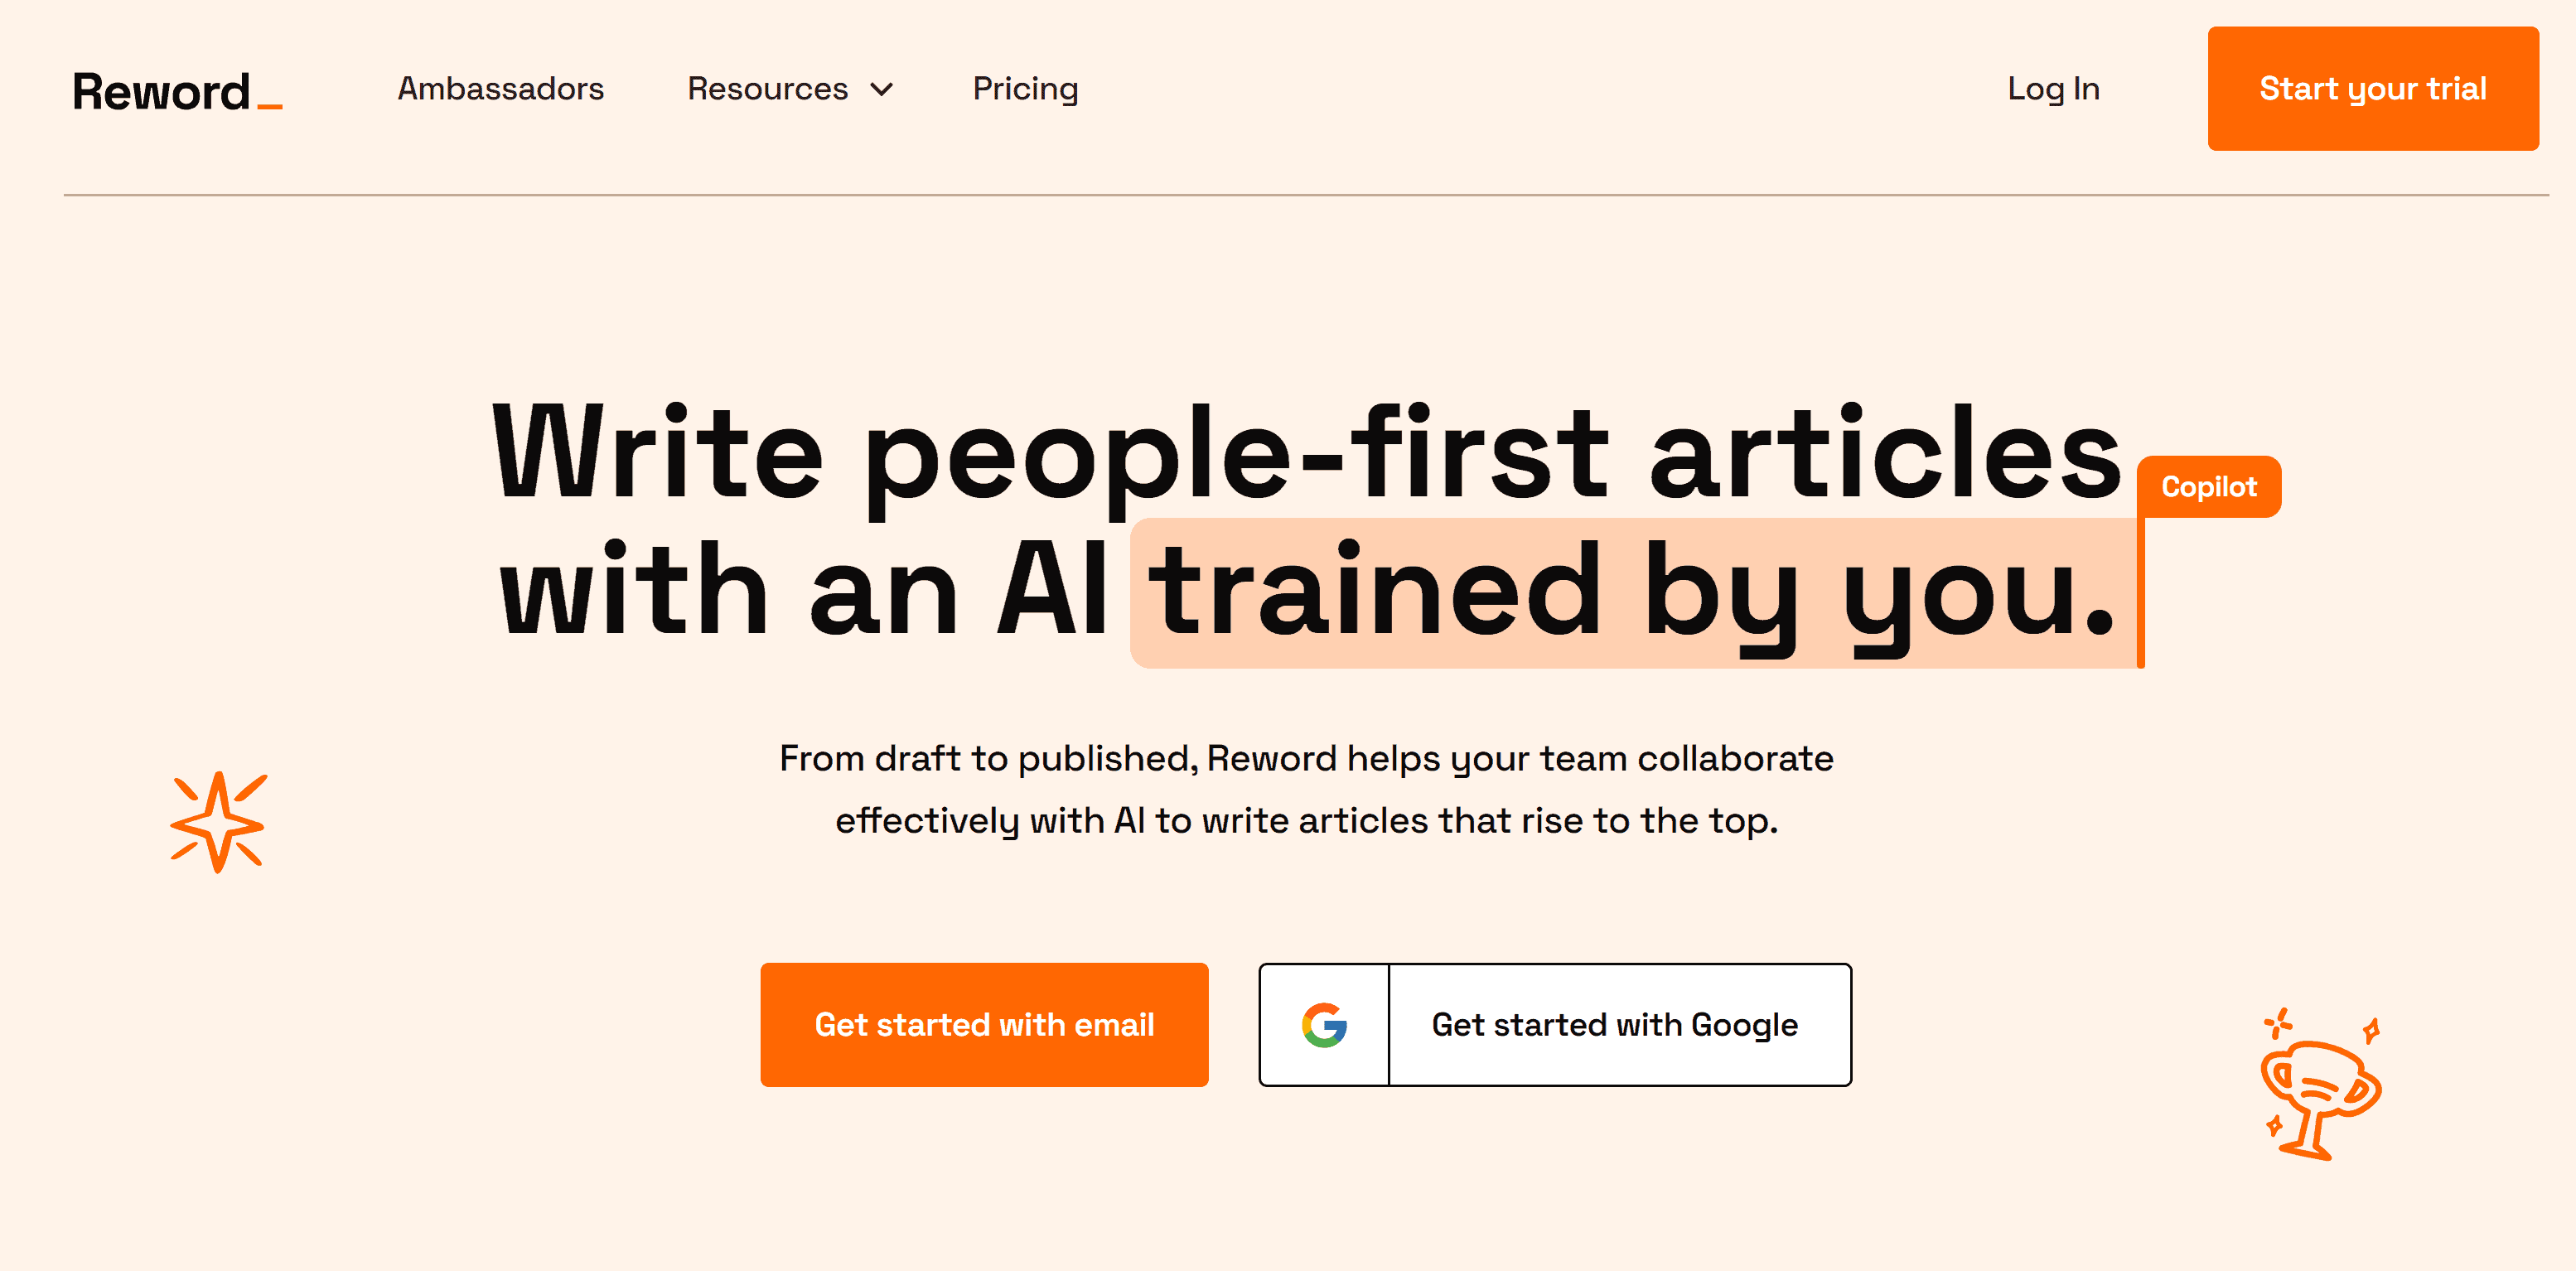 Reword_
Ambassadors
Resources
Pricing
Log In
Start your trial
Write people-first articles
Copilot
with an AI trained by you.
From draft to published, Reword helps your team collaborate
effectively with AI to write articles that rise to the top.
Get started with email
Get started with Google